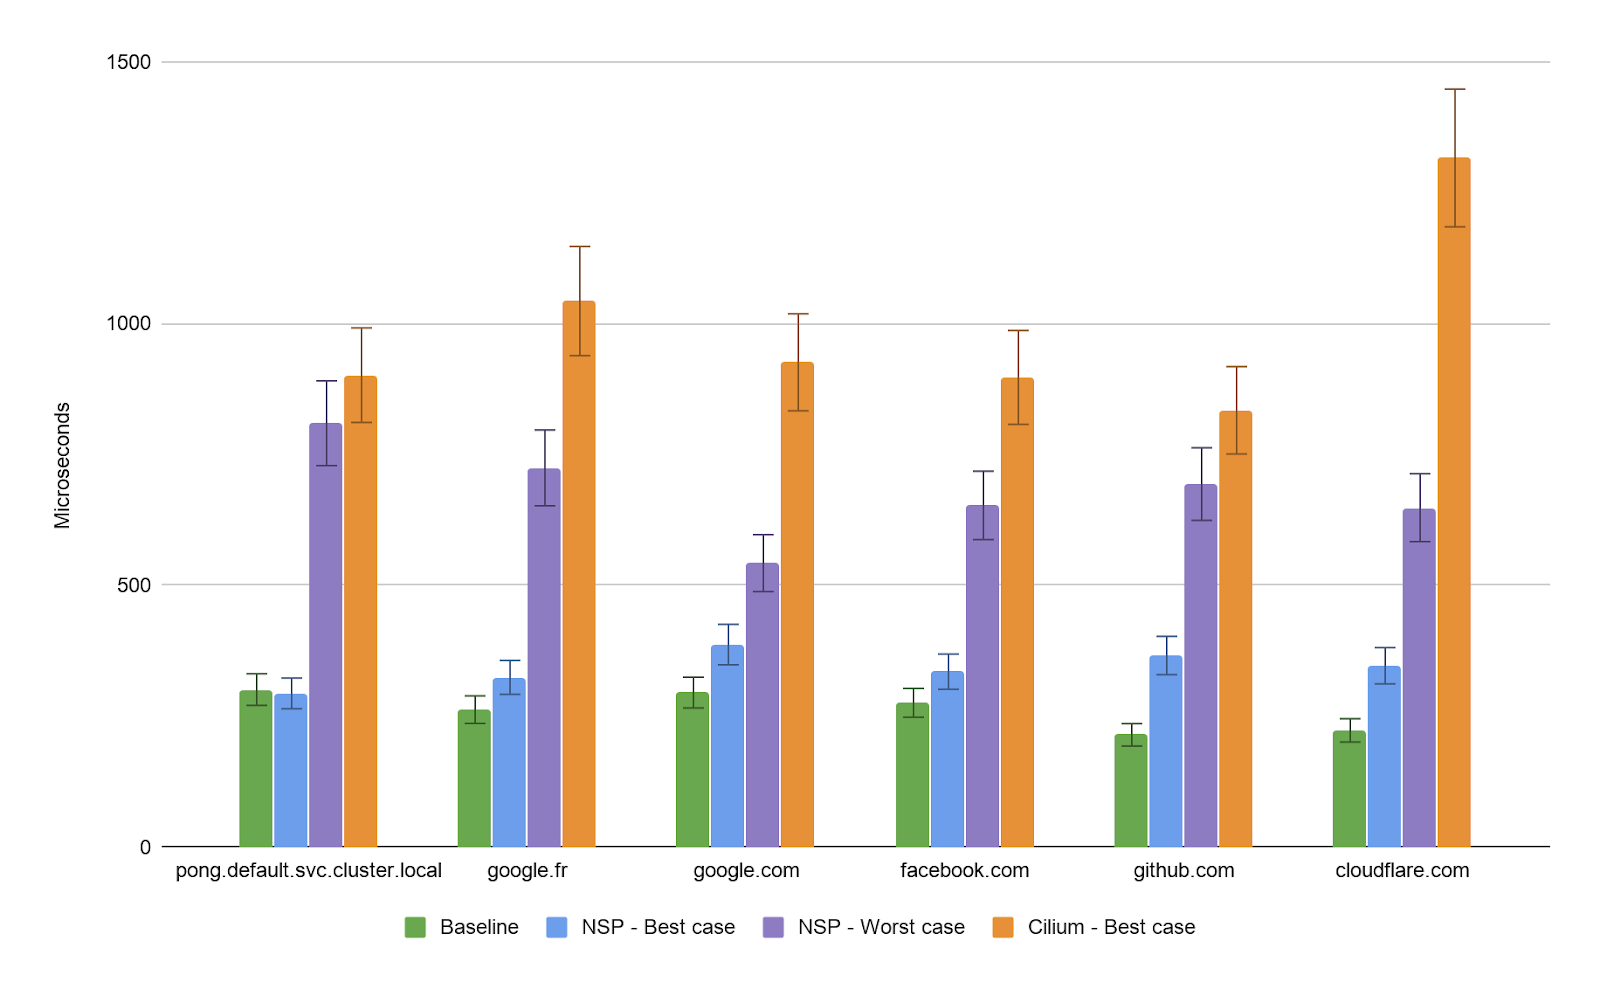 1500
1000
500
0
Microseconds
pong.default.svc.cluster.local google.fr google.com facebook.com github.com cloudflare.com
Baseline NSP - Best case NSP - Worst case Cilium - Best case